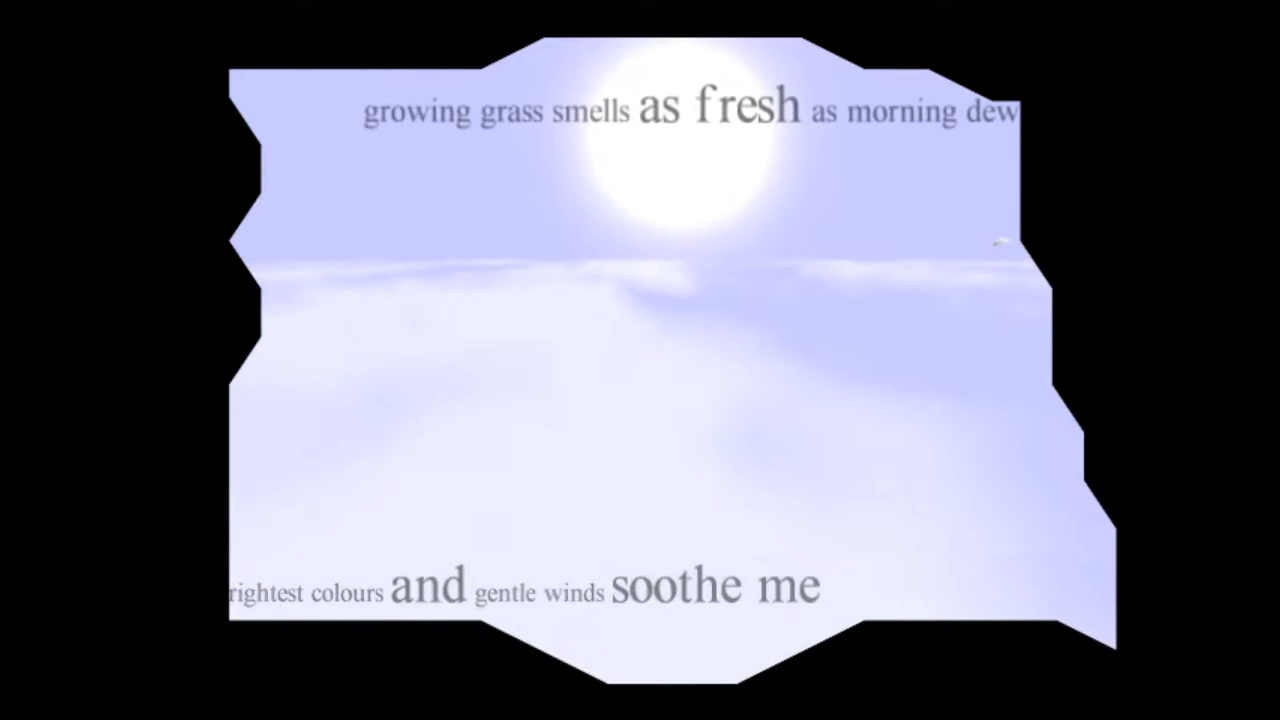 growing grass smells as fresh as morning dew
rightest colours and gentle winds soothe me